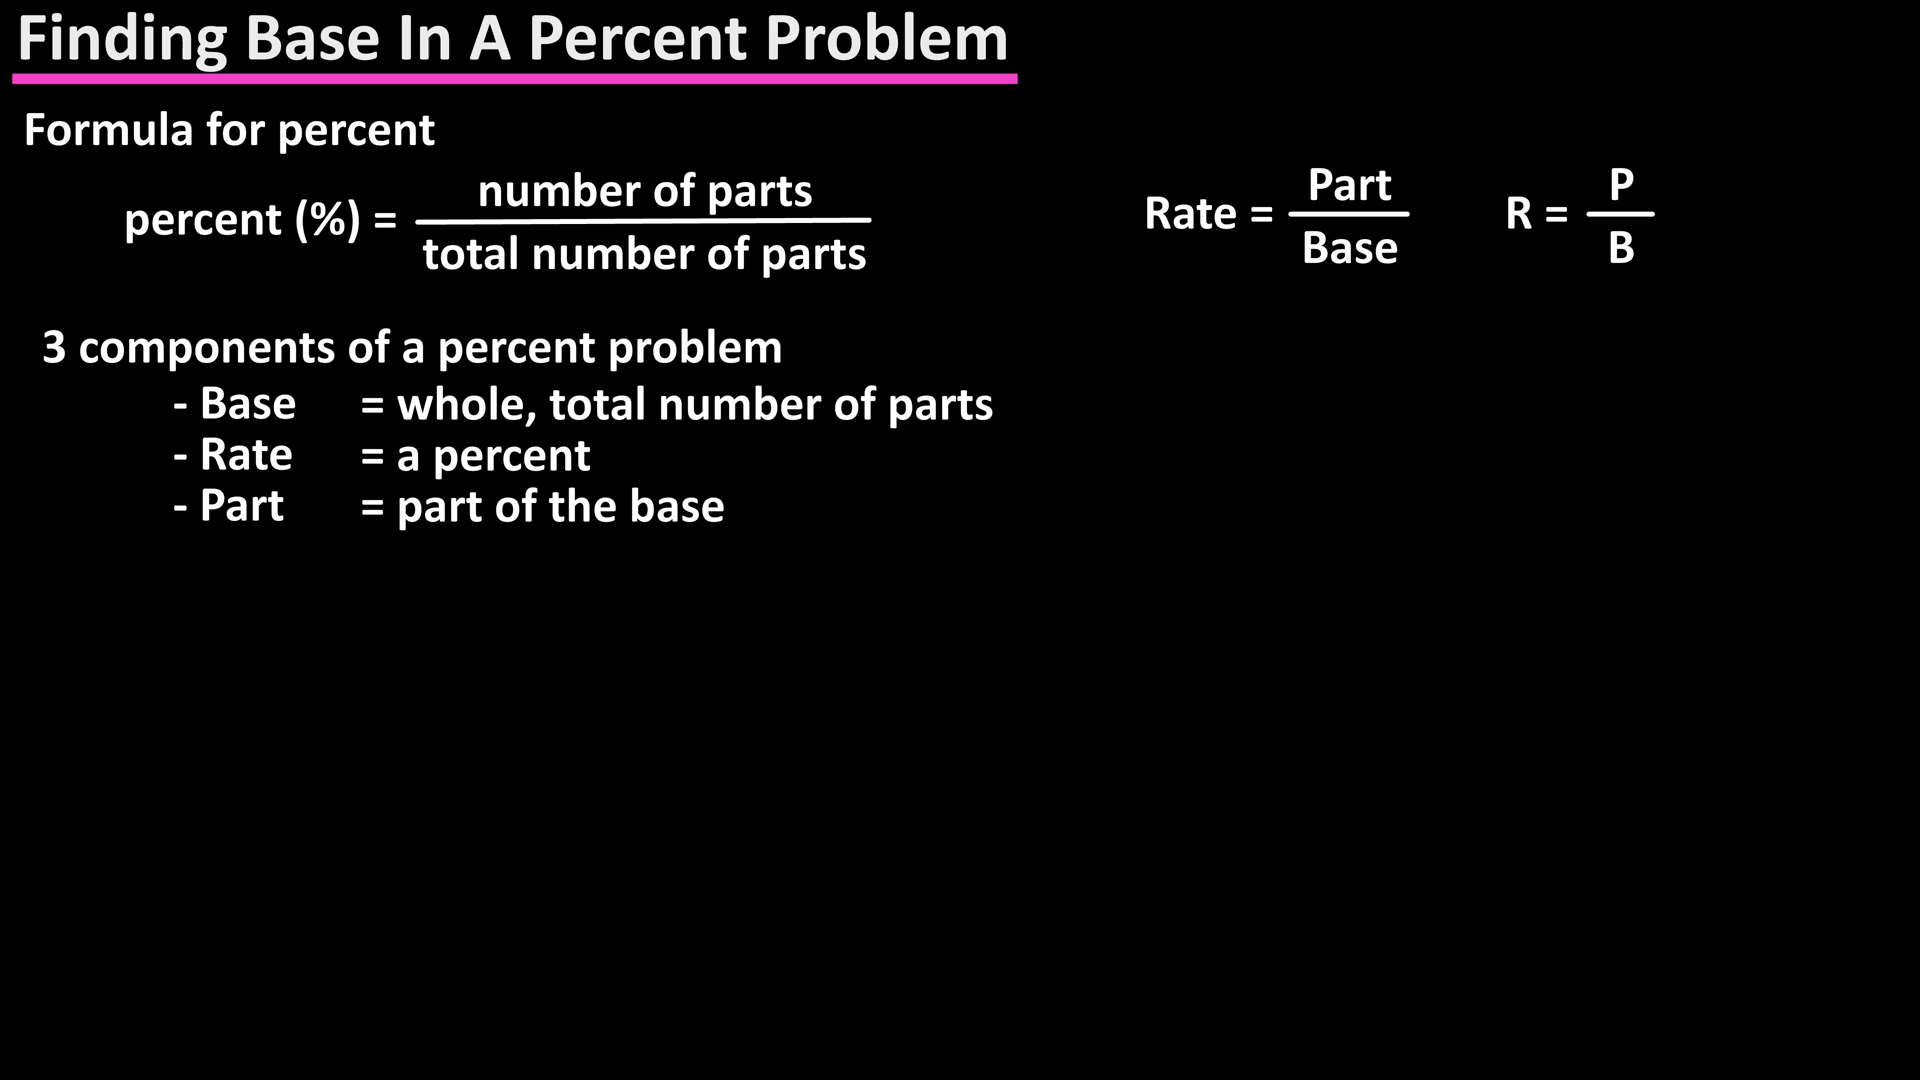 Finding Base In A Percent Problem
Formula for percent
percent (%) = number of parts
total number of parts
Rate = Part
Base
R = P
B
3 components of a percent problem
- Base = whole, total number of parts
- Rate = a percent
- Part = part of the base